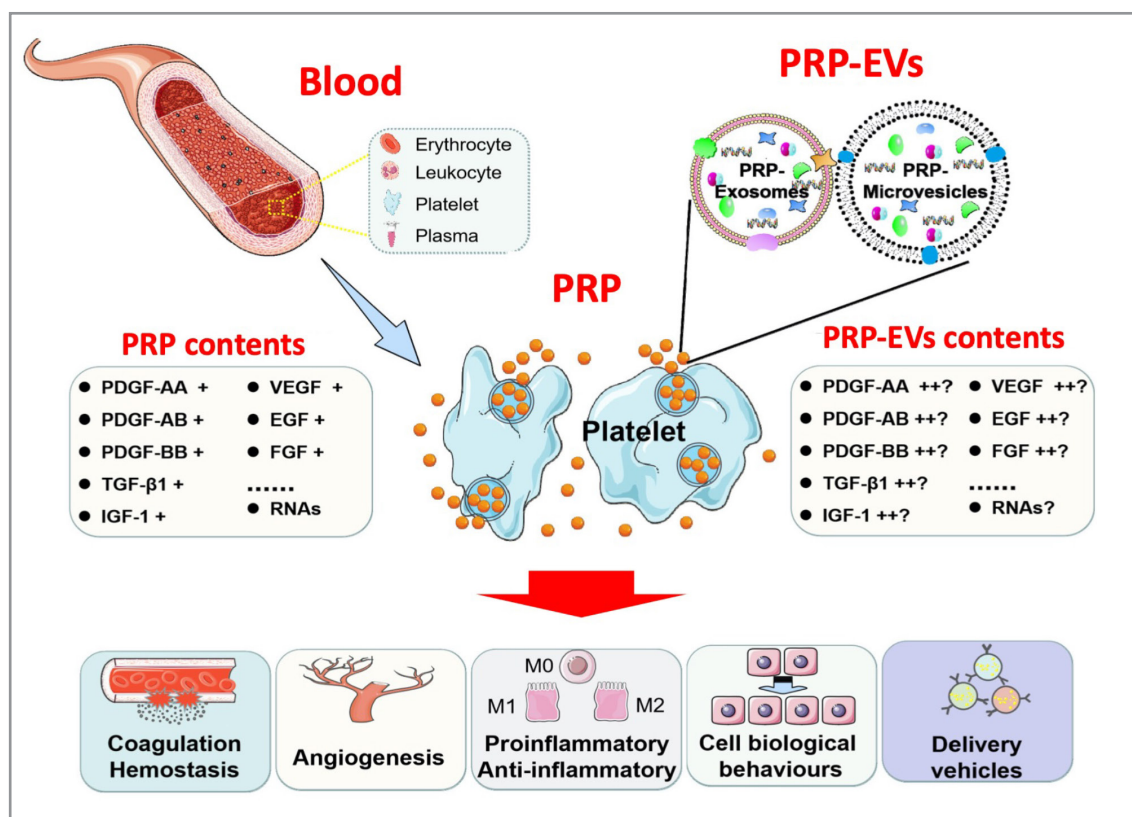 Blood
Erythrocyte
Leukocyte
Platelet
Plasma
PRP-EVs
PRP-
Exosomes
PRP-
Microvesicles
PRP
Platelet
PRP contents
● PDGF-AA +
● PDGF-AB +
● PDGF-BB +
● TGF-β1 +
● IGF-1 +
● VEGF +
● EGF +
● FGF +
......
● RNAs
PRP-EVs contents
● PDGF-AA ++?
● PDGF-AB ++?
● PDGF-BB ++?
● TGF-β1 ++?
● IGF-1 ++?
● VEGF ++?
● EGF ++?
● FGF ++?
......
● RNAs?
Coagulation
Hemostasis
Angiogenesis
M0
M1
M2
Proinflammatory
Anti-inflammatory
Cell biological
behaviours
Delivery
vehicles